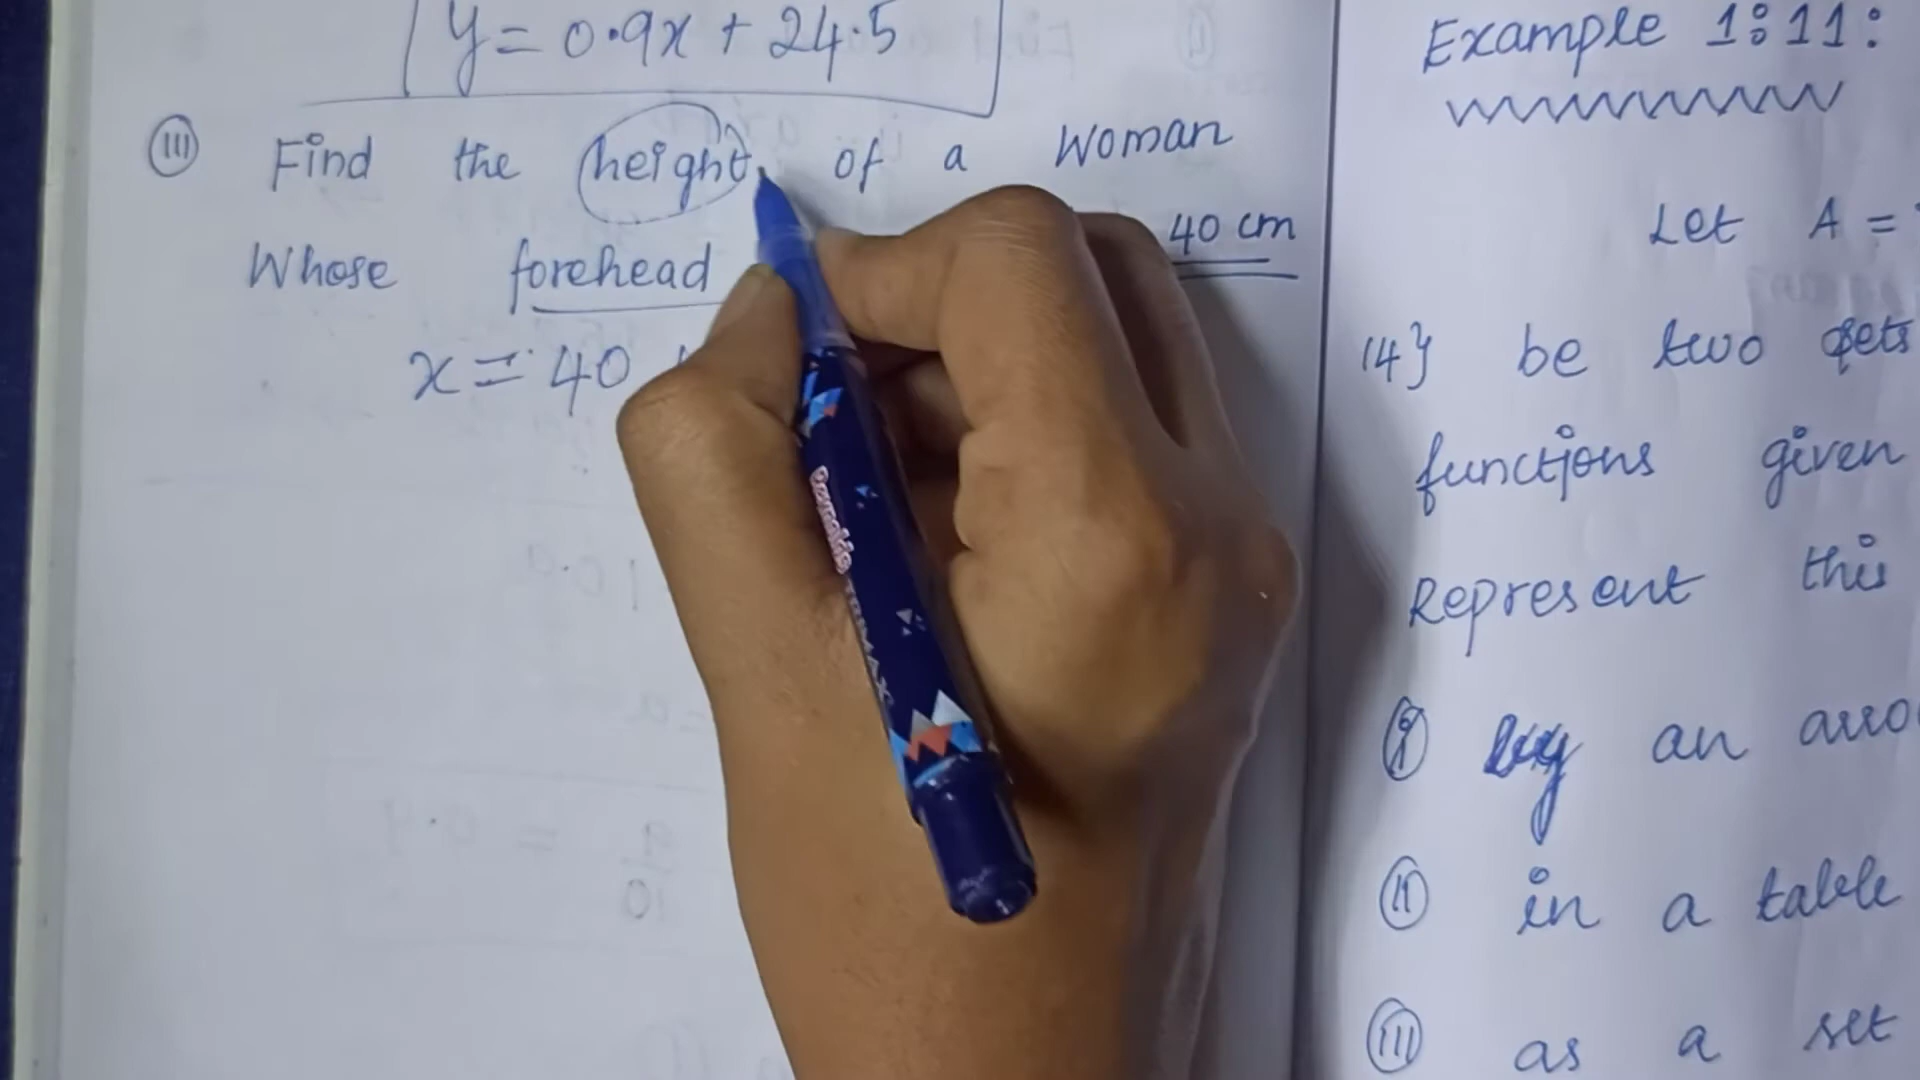 y = 0.9x + 24.5
(III) Find the height of a woman
Whose forehead 40 cm
x = 40
Example 1:11:
Let A =
14} be two sets
functions given
Represent this
(i) by an arro
(II) in a table
(III) as a set